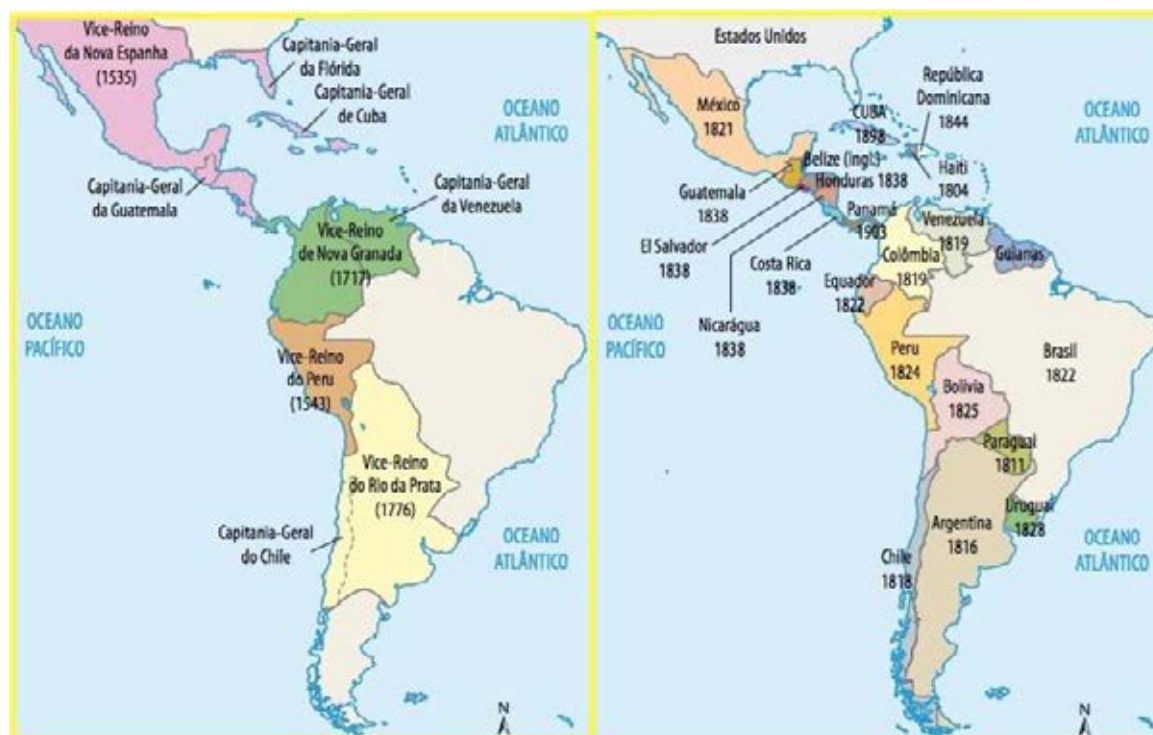 Vice-Reino
da Nova Espanha
(1535)
Capitania-Geral
da Flórida
Capitania-Geral
de Cuba
OCEANO
ATLÂNTICO
Capitania-Geral
da Guatemala
Capitania-Geral
da Venezuela
Vice-Reino
de Nova Granada
(1717)
OCEANO
PACÍFICO
Vice-Reino
do Peru
(1543)
Vice-Reino
do Rio da Prata
(1776)
Capitania-Geral
do Chile
OCEANO
ATLÂNTICO
N
Estados Unidos
República
Dominicana
1844
OCEANO
ATLÂNTICO
México
1821
CUBA
1898
Haiti
1804
Belize (ingl.)
Honduras 1838
Guatemala
1838
El Salvador
1838
Nicarágua
1838
Costa Rica
1838
Panamá
1903
Venezuela
1819
Guianas
Colômbia
1819
Equador
1822
OCEANO
PACÍFICO
Peru
1824
Brasil
1822
Bolívia
1825
Paraguai
1811
Uruguai
1828
Argentina
1816
Chile
1818
OCEANO
ATLÂNTICO
N